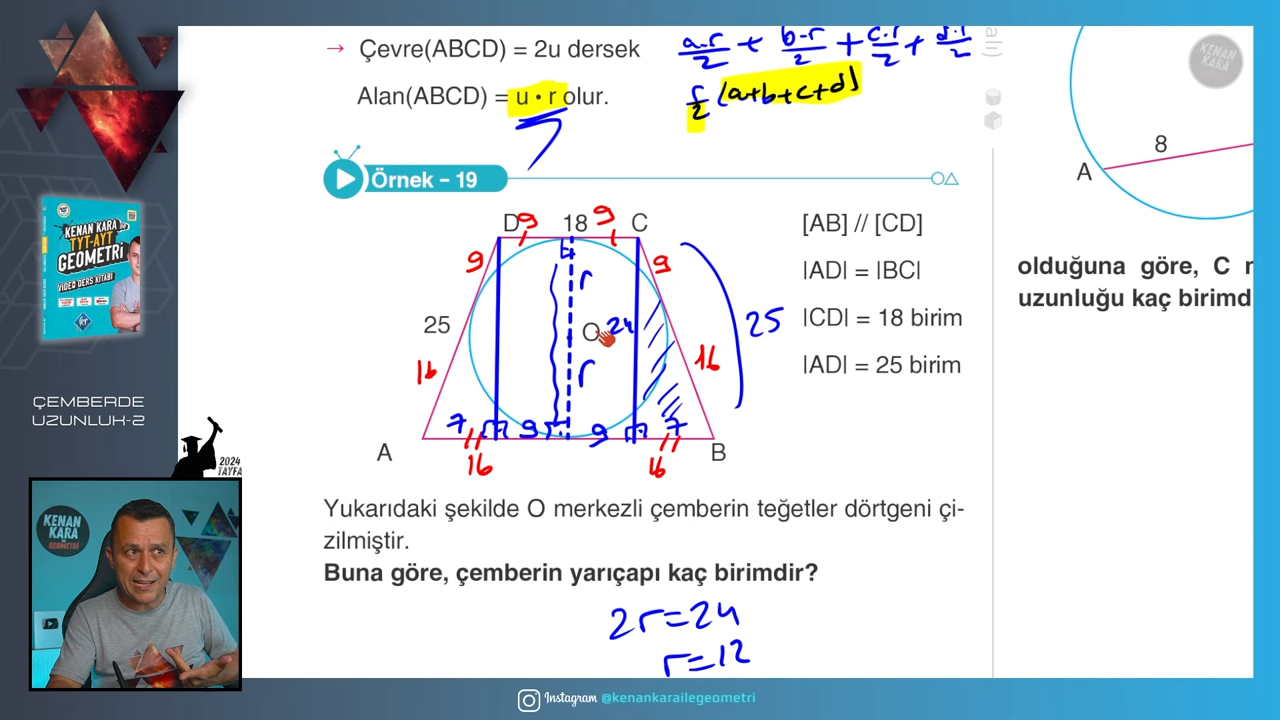 → Çevre(ABCD) = 2u dersek
a.r/2 + b.r/2 + c.r/2 + d.r/2
Alan(ABCD) = u • r olur.
r/2 (a+b+c+d)
KENAN KARA
Örnek – 19
D 9 18 9 C
9 9
r
25
O
24
25
r
16 16
7 9 9 7
16 16
A B
[AB] // [CD]
|AD| = |BC|
|CD| = 18 birim
|AD| = 25 birim
Yukarıdaki şekilde O merkezli çemberin teğetler dörtgeni çi-
zilmiştir.
Buna göre, çemberin yarıçapı kaç birimdir?
2r=24
r=12
8
A
olduğuna göre, C
uzunluğu kaç birimd
KENAN KARA
TYT-AYT
GEOMETRİ
VİDEO DERS KİTABI
ÇEMBERDE
UZUNLUK-2
2024
TAYFA
KENAN
KARA
GEOMETRİ
Instagram @kenankarailegeometri